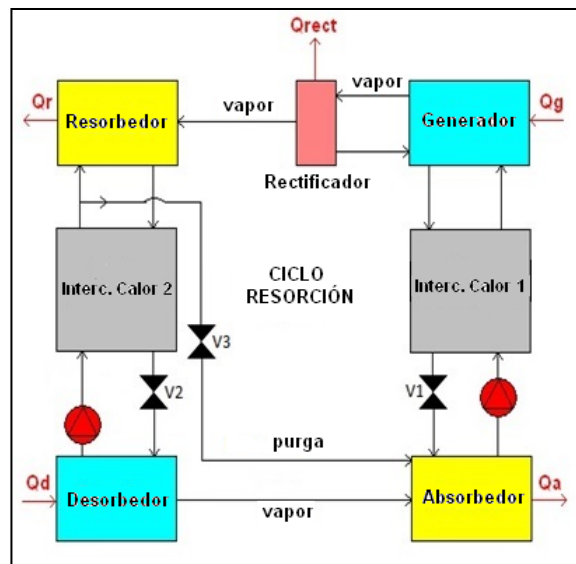 Qrect
Qr
Resorbedor
vapor
vapor
Generador
Qg
Rectificador
Interc. Calor 2
CICLO
RESORCIÓN
Interc. Calor 1
V3
V2
V1
purga
Qd
Desorbedor
vapor
Absorbedor
Qa